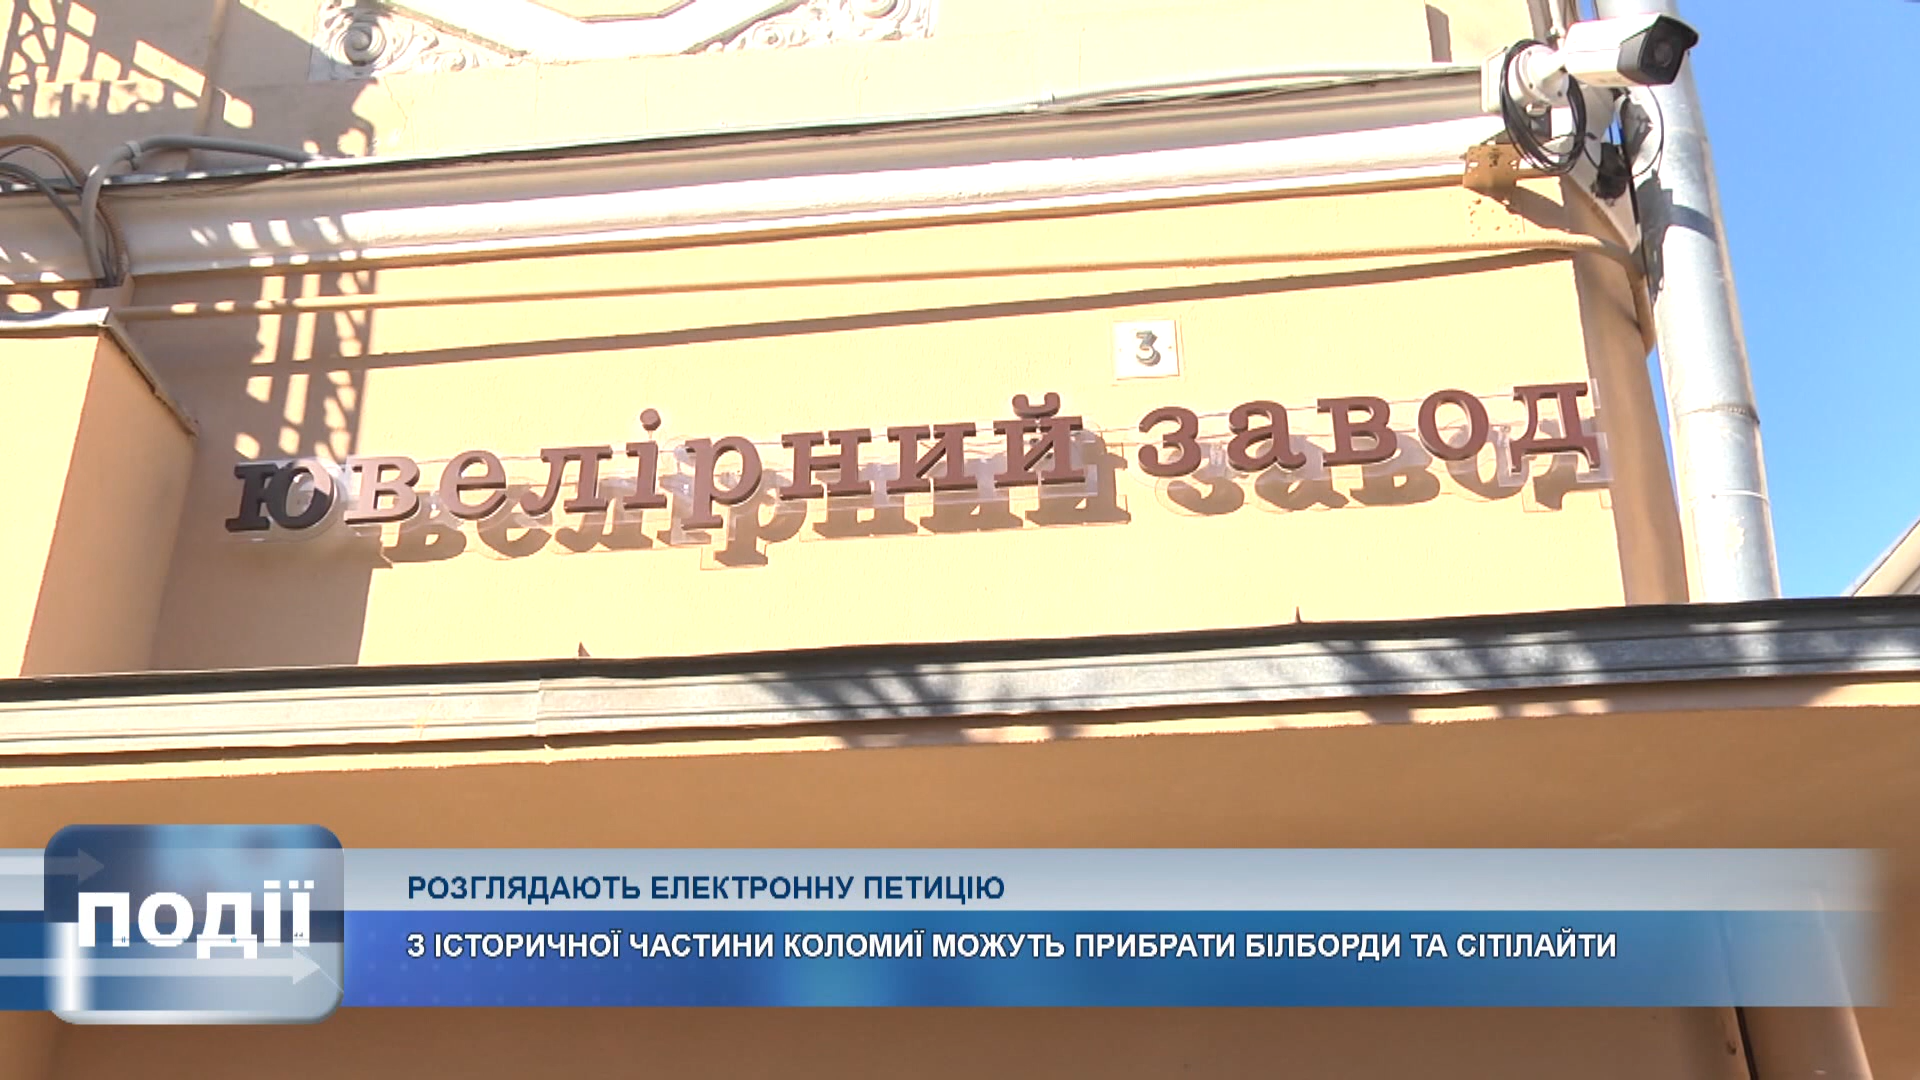 3
ювелірний завод
події
РОЗГЛЯДАЮТЬ ЕЛЕКТРОННУ ПЕТИЦІЮ
З ІСТОРИЧНОЇ ЧАСТИНИ КОЛОМИЇ МОЖУТЬ ПРИБРАТИ БІЛБОРДИ ТА СІТІЛАЙТИ